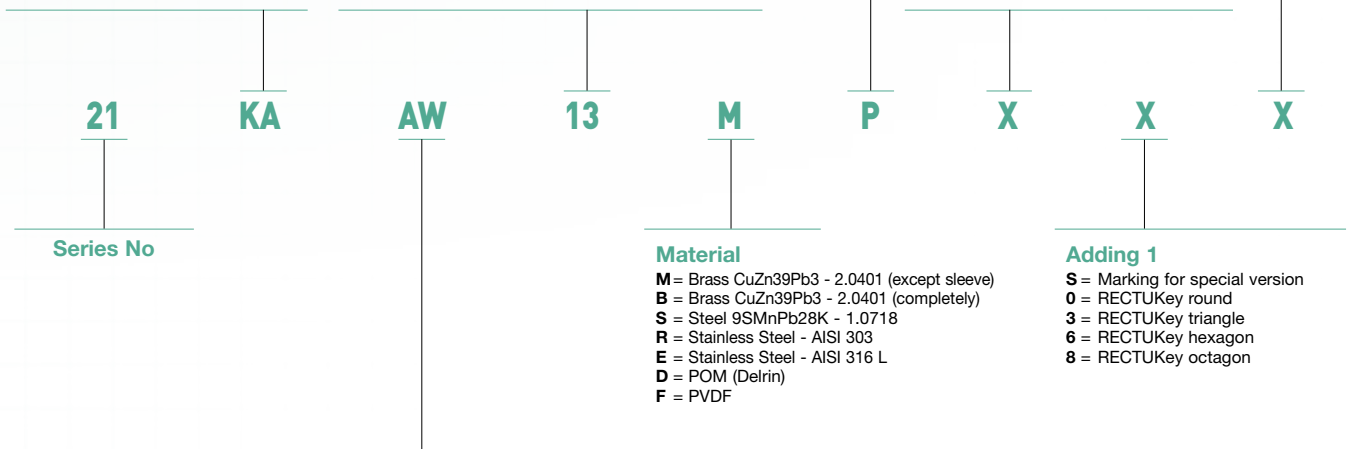 21 KA AW 13 M P X X X
Series No
Material
M = Brass CuZn39Pb3 - 2.0401 (except sleeve)
B = Brass CuZn39Pb3 - 2.0401 (completely)
S = Steel 9SMnPb28K - 1.0718
R = Stainless Steel - AISI 303
E = Stainless Steel - AISI 316 L
D = POM (Delrin)
F = PVDF
Adding 1
S = Marking for special version
0 = RECTUKey round
3 = RECTUKey triangle
6 = RECTUKey hexagon
8 = RECTUKey octagon